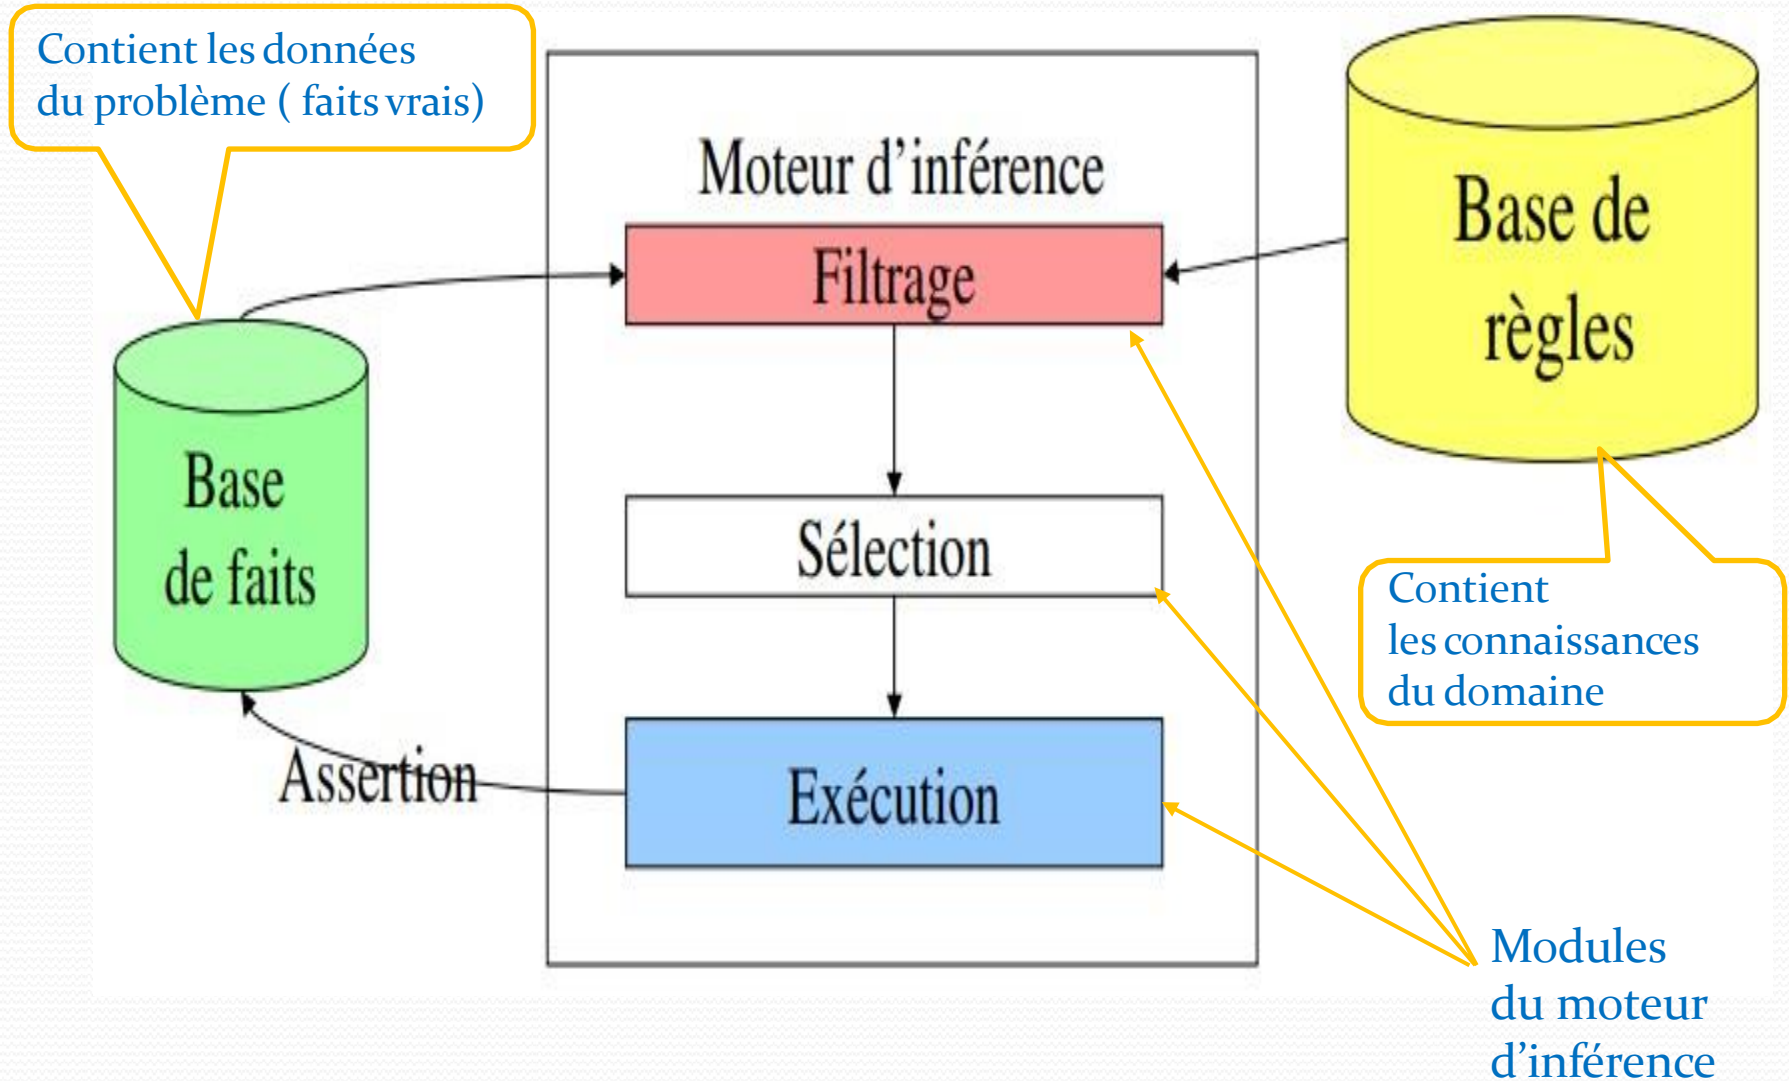 Contient les données
du problème ( faits vrais)
Moteur d'inférence
Filtrage
Base de
règles
Base
de faits
Sélection
Contient
les connaissances
du domaine
Assertion
Exécution
Modules
du moteur
d'inférence